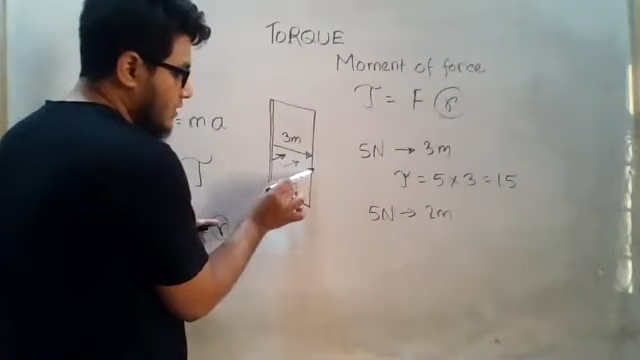 TORQUE
Moment of force
τ = F r
= ma
3m
5N → 3m
τ
τ = 5 × 3 = 15
5N → 2m
r